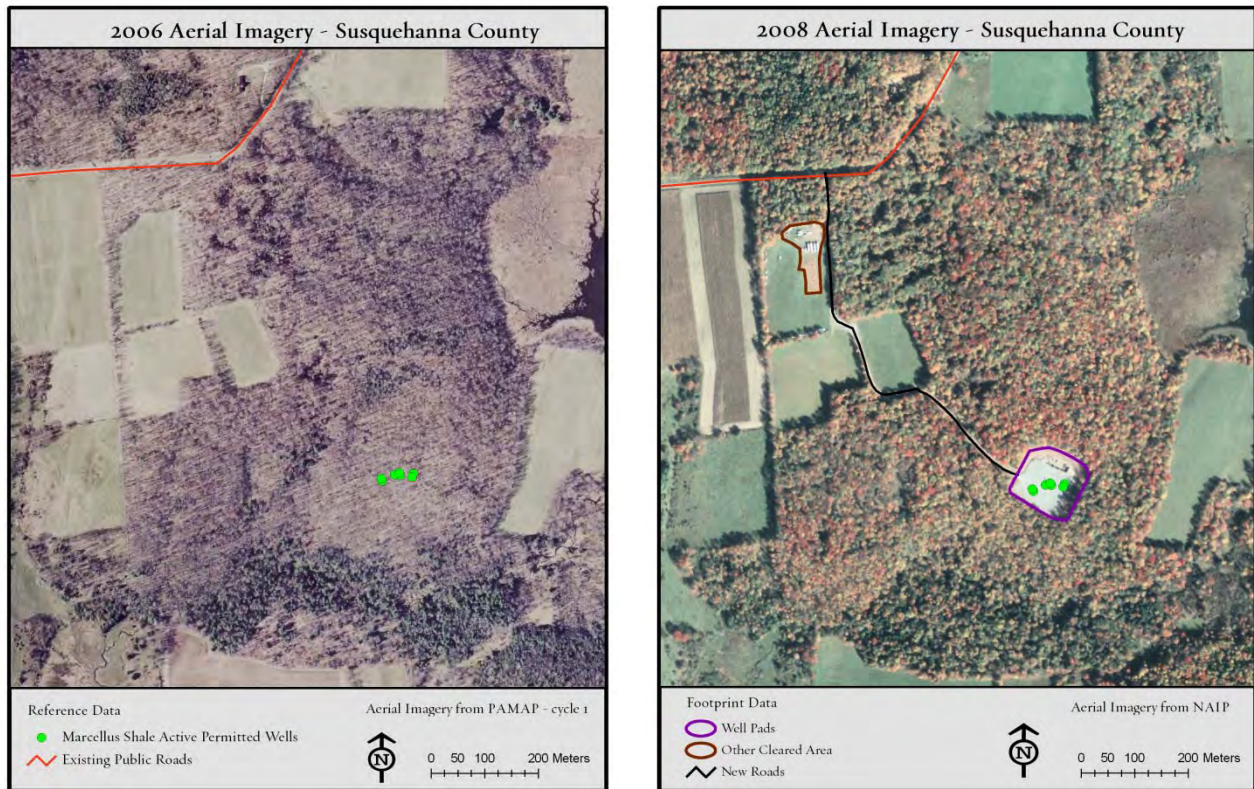 2006 Aerial Imagery - Susquehanna County
Reference Data
Marcellus Shale Active Permitted Wells
Existing Public Roads
Aerial Imagery from PAMAP - cycle 1
N
0 50 100 200 Meters
2008 Aerial Imagery - Susquehanna County
Footprint Data
Well Pads
Other Cleared Area
New Roads
Aerial Imagery from NAIP
N
0 50 100 200 Meters